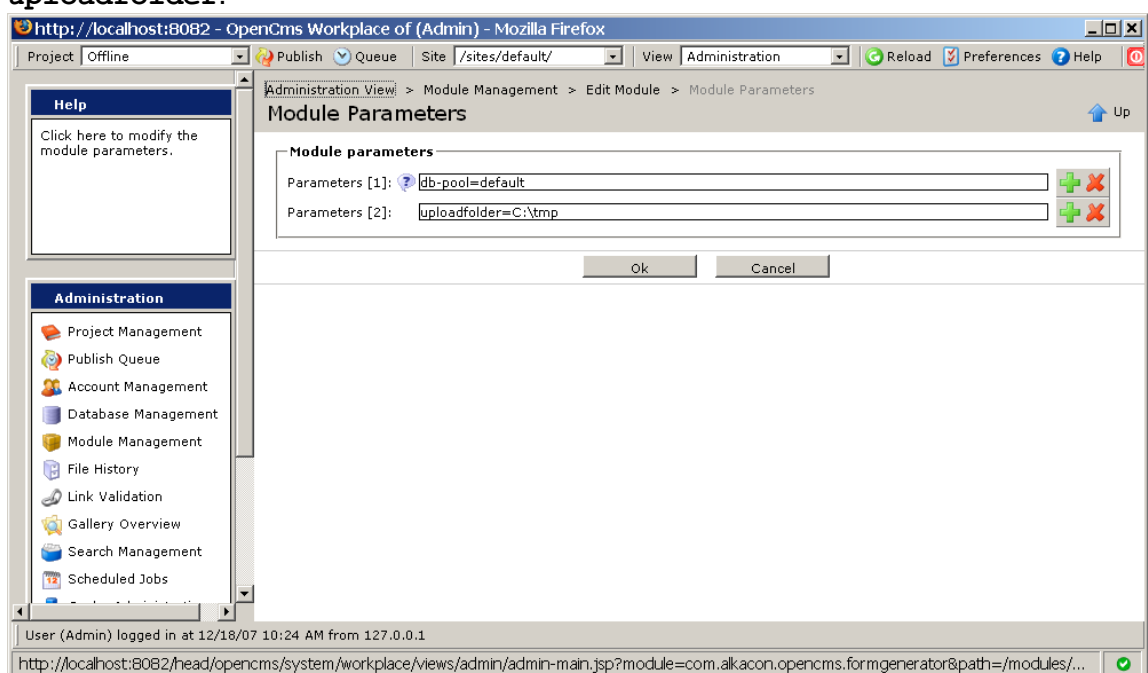 uploadfolder.
http://localhost:8082 - OpenCms Workplace of (Admin) - Mozilla Firefox
Project Offline Publish Queue Site /sites/default/ View Administration Reload Preferences Help
Administration View > Module Management > Edit Module > Module Parameters
Module Parameters Up
Help
Click here to modify the
module parameters.
Module parameters
Parameters [1]: db-pool=default
Parameters [2]: uploadfolder=C:\tmp
Ok Cancel
Administration
Project Management
Publish Queue
Account Management
Database Management
Module Management
File History
Link Validation
Gallery Overview
Search Management
Scheduled Jobs
User (Admin) logged in at 12/18/07 10:24 AM from 127.0.0.1
http://localhost:8082/head/opencms/system/workplace/views/admin/admin-main.jsp?module=com.alkacon.opencms.formgenerator&path=/modules/...